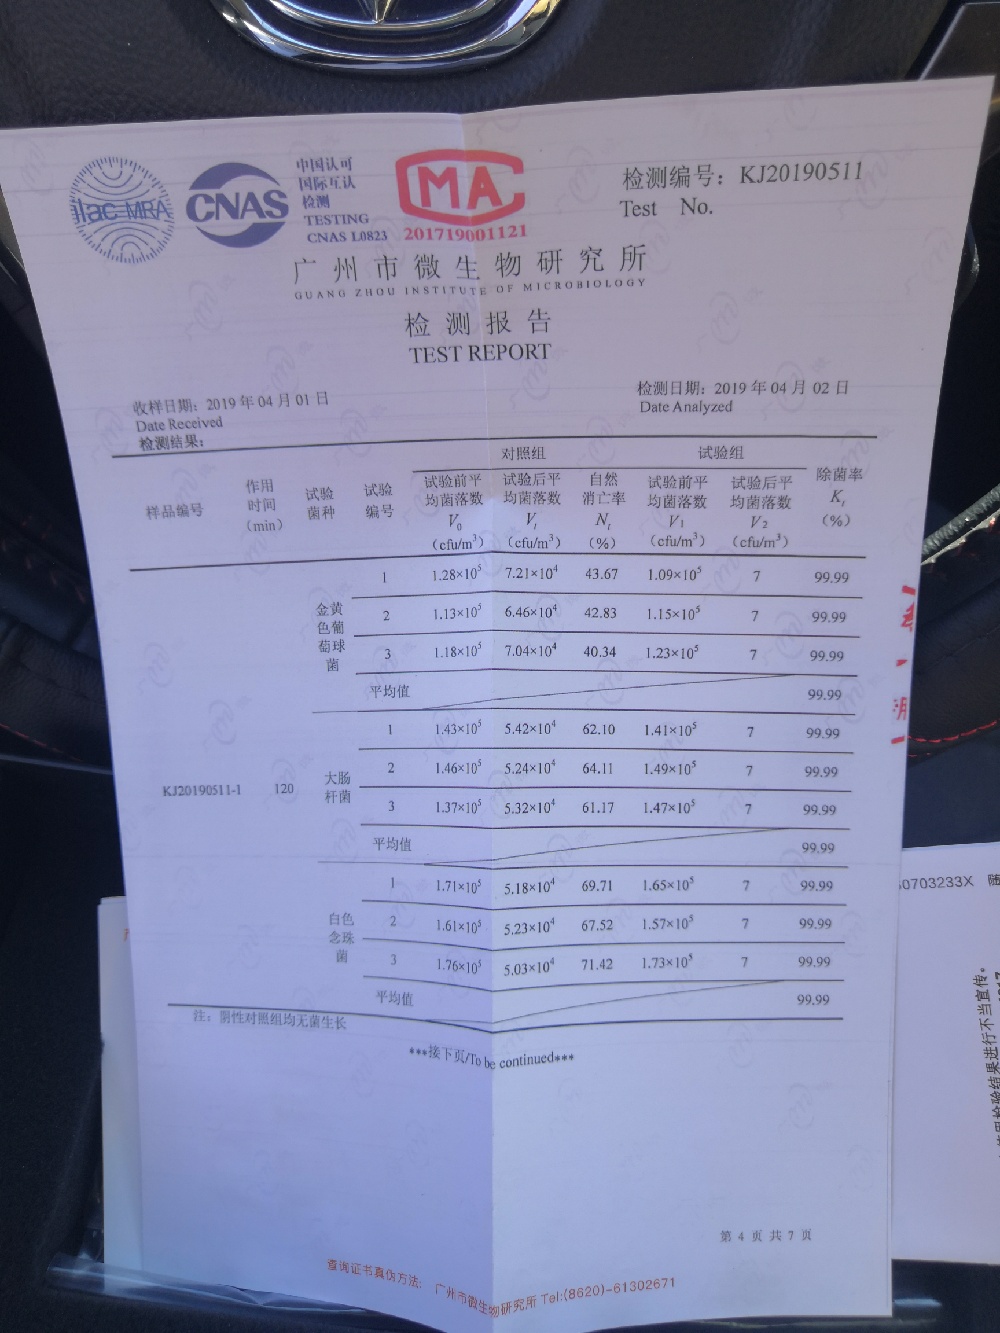 ilac-MRA
CNAS
中国认可
国际互认
检测
TESTING
CNAS L0823
MA
201719001121
检测编号：KJ20190511
Test No.
广州市微生物研究所
GUANG ZHOU INSTITUTE OF MICROBIOLOGY
检测报告
TEST REPORT
收样日期：2019 年 04 月 01 日
Date Received
检测日期：2019 年 04 月 02 日
Date Analyzed
检测结果：
样品编号 作用时间（min） 试验菌种 试验编号 对照组 试验组 除菌率 Kt （%）
试验前平均菌落数 V0 （cfu/m³） 试验后平均菌落数 Vt （cfu/m³） 自然消亡率 Nt （%） 试验前平均菌落数 V1 （cfu/m³） 试验后平均菌落数 V2 （cfu/m³）
KJ20190511-1 120
金黄色葡萄球菌
1 1.28×10⁵ 7.21×10⁴ 43.67 1.09×10⁵ 7 99.99
2 1.13×10⁵ 6.46×10⁴ 42.83 1.15×10⁵ 7 99.99
3 1.18×10⁵ 7.04×10⁴ 40.34 1.23×10⁵ 7 99.99
平均值 99.99
大肠杆菌
1 1.43×10⁵ 5.42×10⁴ 62.10 1.41×10⁵ 7 99.99
2 1.46×10⁵ 5.24×10⁴ 64.11 1.49×10⁵ 7 99.99
3 1.37×10⁵ 5.32×10⁴ 61.17 1.47×10⁵ 7 99.99
平均值 99.99
白色念珠菌
1 1.71×10⁵ 5.18×10⁴ 69.71 1.65×10⁵ 7 99.99
2 1.61×10⁵ 5.23×10⁴ 67.52 1.57×10⁵ 7 99.99
3 1.76×10⁵ 5.03×10⁴ 71.42 1.73×10⁵ 7 99.99
平均值 99.99
注：阴性对照组均无菌生长
***接下页/To be continued***
第 4 页 共 7 页
查询证书真伪方法： 广州市微生物研究所 Tel:(8620)-61302671
0703233X
果进行不当宣传。